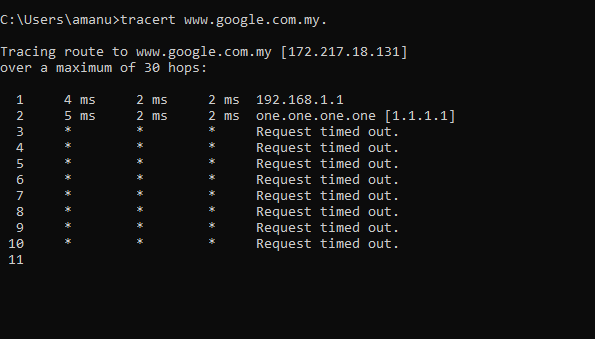 C:\Users\amanu>tracert www.google.com.my.
Tracing route to www.google.com.my [172.217.18.131]
over a maximum of 30 hops:
1 4 ms 2 ms 2 ms 192.168.1.1
2 5 ms 2 ms 2 ms one.one.one.one [1.1.1.1]
3 * * * Request timed out.
4 * * * Request timed out.
5 * * * Request timed out.
6 * * * Request timed out.
7 * * * Request timed out.
8 * * * Request timed out.
9 * * * Request timed out.
10 * * * Request timed out.
11